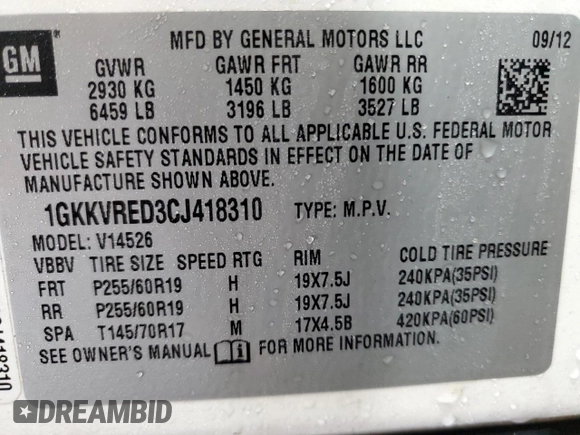 GM
MFD BY GENERAL MOTORS LLC 09/12
GVWR GAWR FRT GAWR RR
2930 KG 1450 KG 1600 KG
6459 LB 3196 LB 3527 LB
THIS VEHICLE CONFORMS TO ALL APPLICABLE U.S. FEDERAL MOTOR
VEHICLE SAFETY STANDARDS IN EFFECT ON THE DATE OF
MANUFACTURE SHOWN ABOVE.
1GKKVRED3CJ418310 TYPE: M.P.V.
MODEL: V14526
VBBV TIRE SIZE SPEED RTG RIM COLD TIRE PRESSURE
FRT P255/60R19 H 19X7.5J 240KPA(35PSI)
RR P255/60R19 H 19X7.5J 240KPA(35PSI)
SPA T145/70R17 M 17X4.5B 420KPA(60PSI)
SEE OWNER'S MANUAL i FOR MORE INFORMATION.
DREAMBID